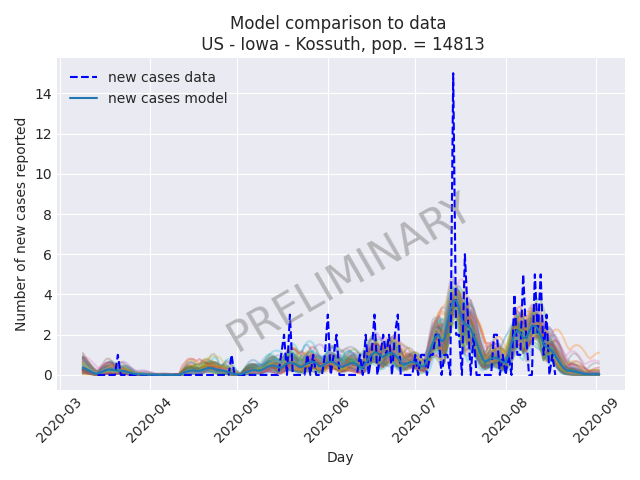 Model comparison to data
US - Iowa - Kossuth, pop. = 14813
new cases data
new cases model
14
12
10
8
6
4
2
0
Number of new cases reported
PRELIMINARY
2020-03
2020-04
2020-05
2020-06
2020-07
2020-08
2020-09
Day